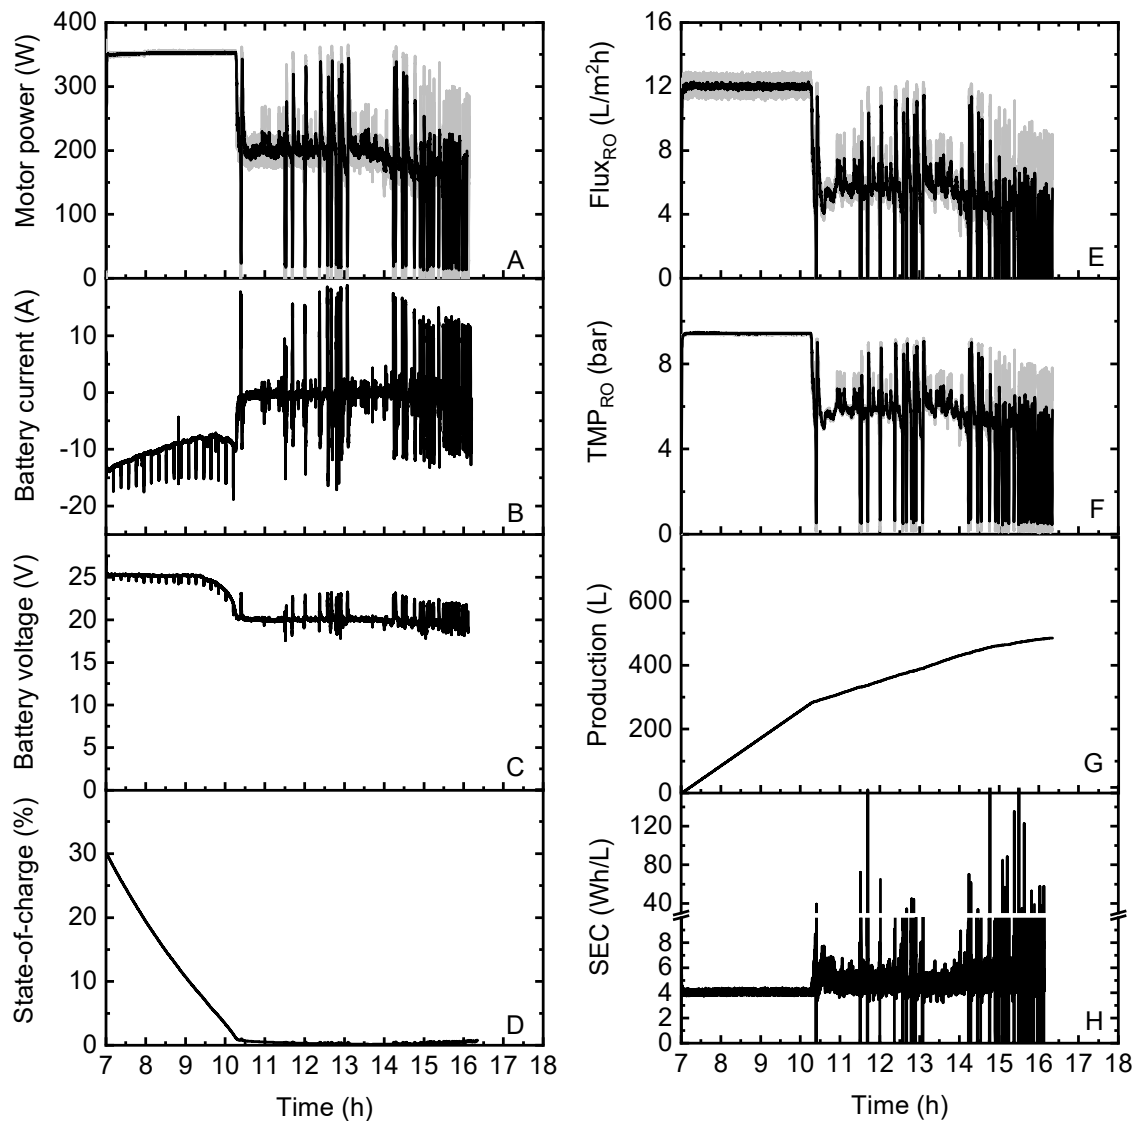 Motor power (W)
400
300
200
100
0
A
Battery current (A)
10
0
-10
-20
B
Battery voltage (V)
25
20
15
10
5
0
C
State-of-charge (%)
30
20
10
0
D
7 8 9 10 11 12 13 14 15 16 17 18
Time (h)
Flux_RO (L/m²h)
16
12
8
4
0
E
TMP_RO (bar)
8
4
0
F
Production (L)
600
400
200
0
G
SEC (Wh/L)
120
80
40
8
6
4
2
0
H
7 8 9 10 11 12 13 14 15 16 17 18
Time (h)